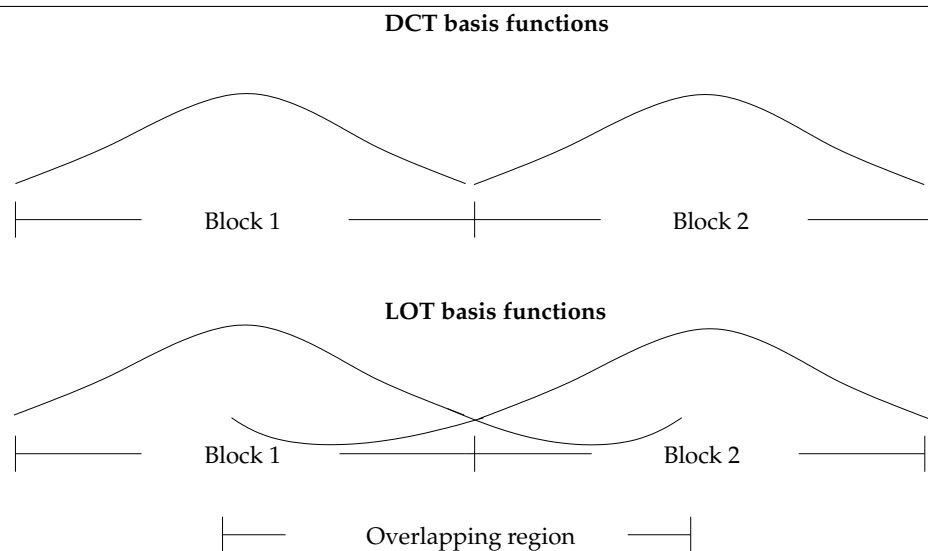 DCT basis functions
Block 1 Block 2
LOT basis functions
Block 1 Block 2
Overlapping region